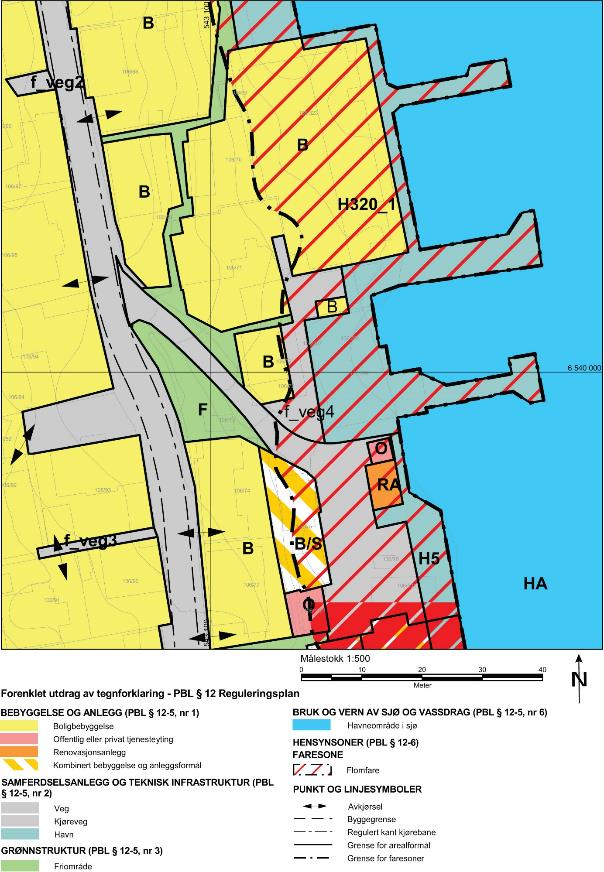 543 100
B
f_veg2
B
B
H320_1
B
B
6 540 000
F
f_veg4
O
RA
B/S
f_veg3
B
H5
HA
O
Målestokk 1:500
0 10 20 30 40
Meter
N
Forenklet utdrag av tegnforklaring - PBL § 12 Reguleringsplan
BEBYGGELSE OG ANLEGG (PBL § 12-5, nr 1)
Boligbebyggelse
Offentlig eller privat tjenesteyting
Renovasjonsanlegg
Kombinert bebyggelse og anleggsformål
SAMFERDSELSANLEGG OG TEKNISK INFRASTRUKTUR (PBL
§ 12-5, nr 2)
Veg
Kjøreveg
Havn
GRØNNSTRUKTUR (PBL § 12-5, nr 3)
Friområde
BRUK OG VERN AV SJØ OG VASSDRAG (PBL § 12-5, nr 6)
Havneområde i sjø
HENSYNSONER (PBL § 12-6)
FARESONE
Flomfare
PUNKT OG LINJESYMBOLER
Avkjørsel
Byggegrense
Regulert kant kjørebane
Grense for arealformål
Grense for faresoner